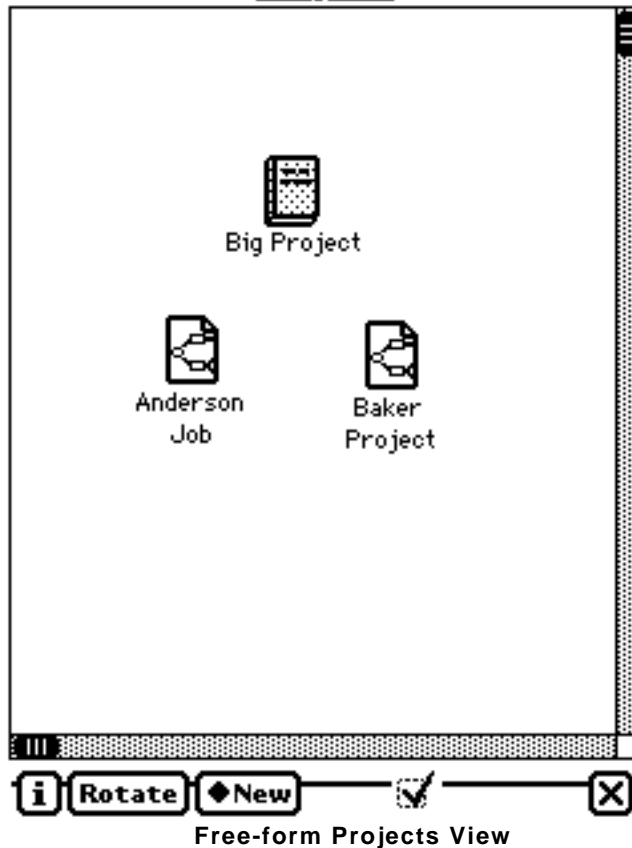 Big Project
Anderson
Job
Baker
Project
i Rotate ◆New
Free-form Projects View